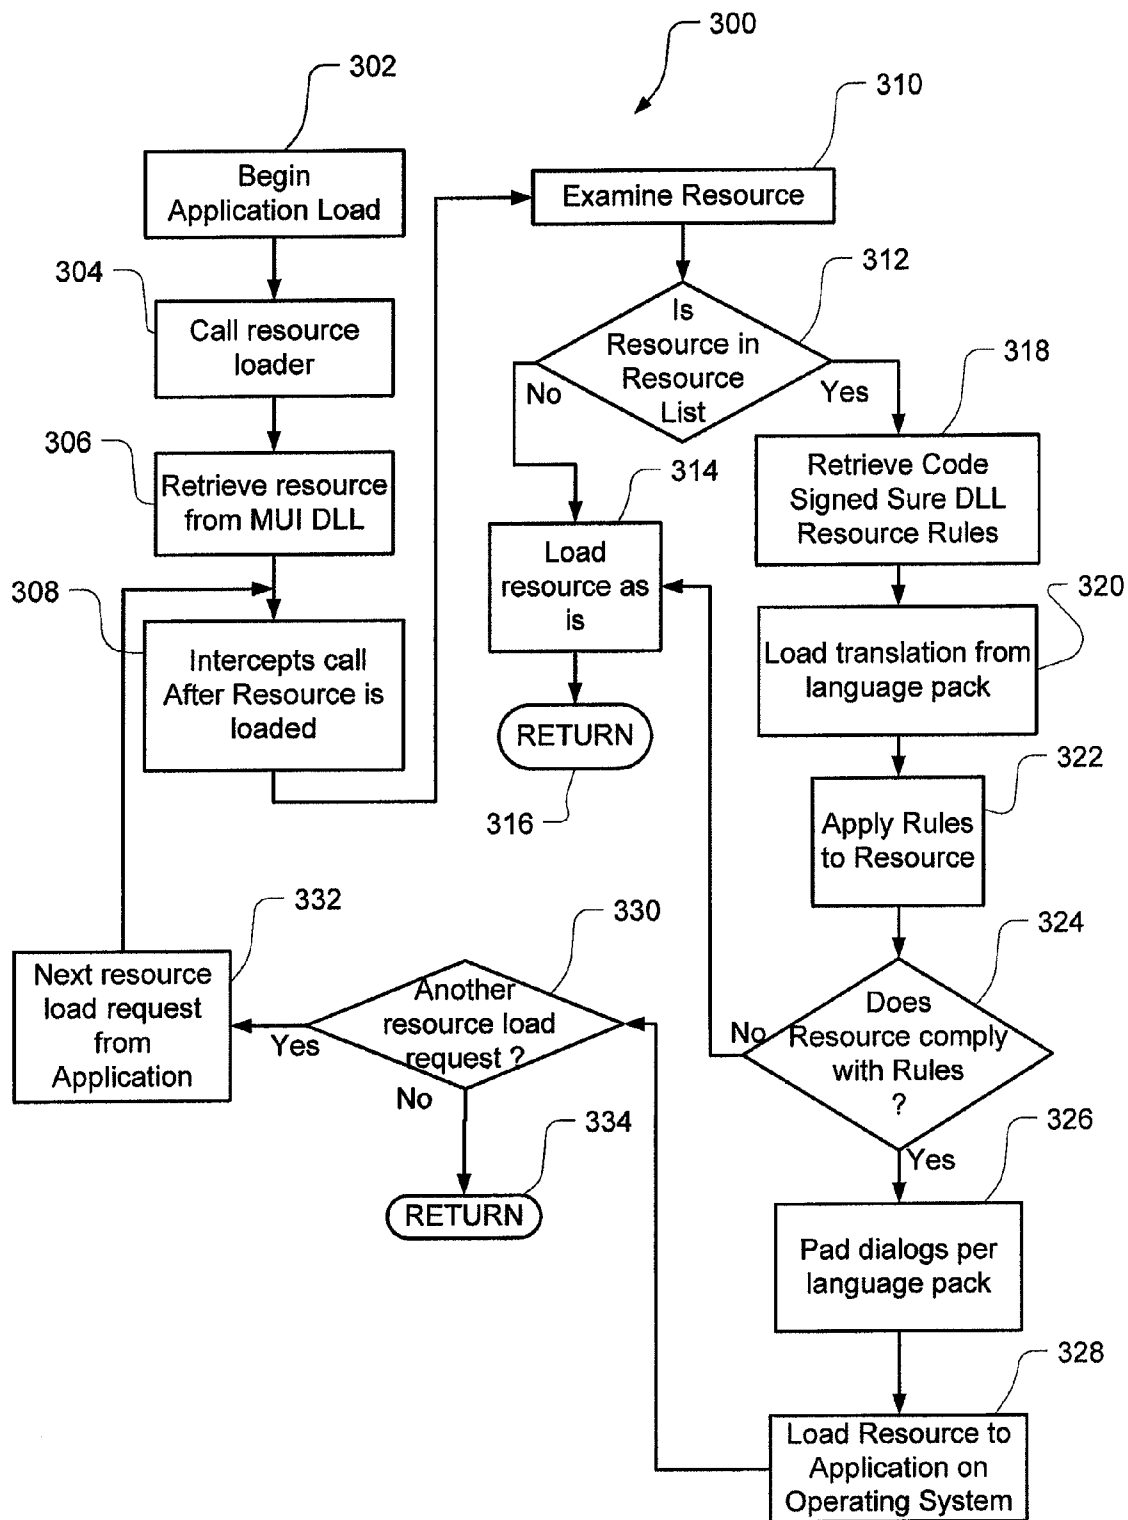 300
302
Begin
Application Load
304
Call resource
loader
306
Retrieve resource
from MUI DLL
308
Intercepts call
After Resource is
loaded
310
Examine Resource
312
Is
Resource in
Resource
List
No
Yes
314
Load
resource as
is
RETURN
316
318
Retrieve Code
Signed Sure DLL
Resource Rules
320
Load translation from
language pack
322
Apply Rules
to Resource
324
Does
Resource comply
with Rules
?
No
Yes
326
Pad dialogs per
language pack
328
Load Resource to
Application on
Operating System
330
Another
resource load
request ?
Yes
No
332
Next resource
load request
from
Application
334
RETURN